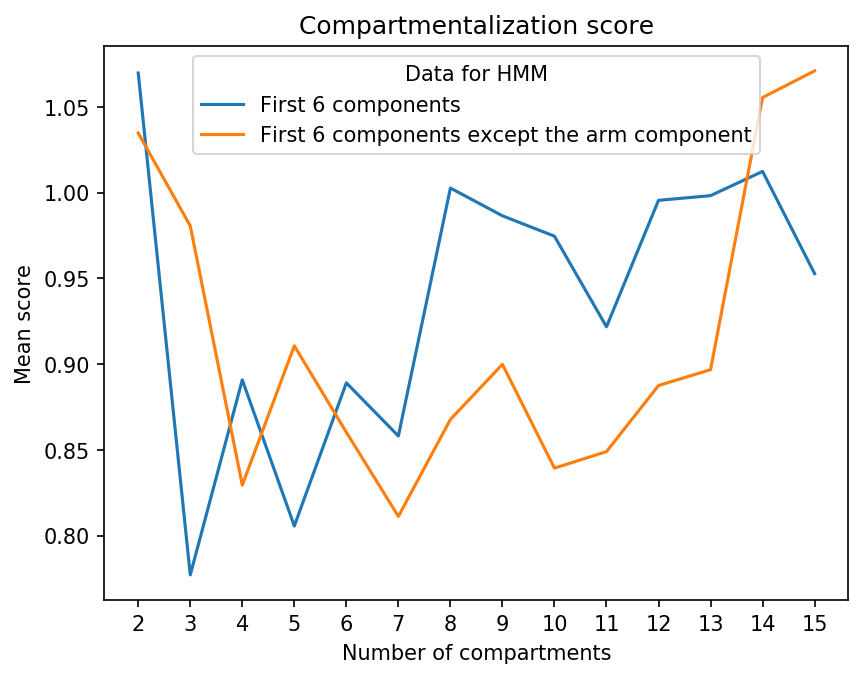 Compartmentalization score
Data for HMM
First 6 components
First 6 components except the arm component
Mean score
1.05
1.00
0.95
0.90
0.85
0.80
2 3 4 5 6 7 8 9 10 11 12 13 14 15
Number of compartments